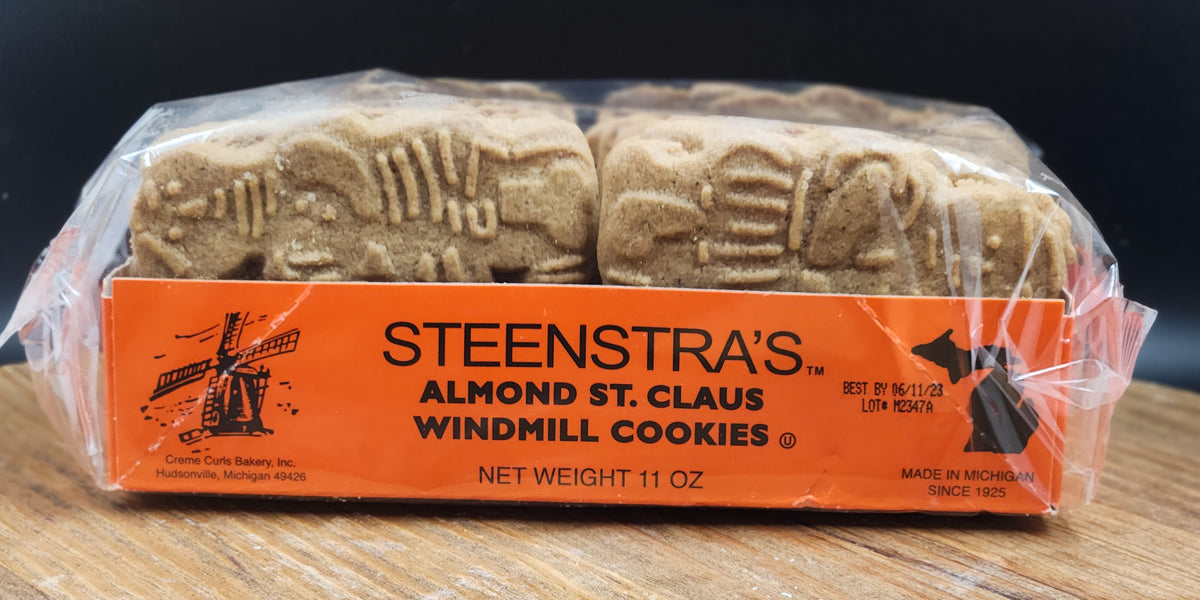 STEENSTRA'S™
ALMOND ST. CLAUS
WINDMILL COOKIES Ⓤ
NET WEIGHT 11 OZ
Creme Curls Bakery, Inc.
Hudsonville, Michigan 49426
BEST BY 06/11/23
LOT# M2347A
MADE IN MICHIGAN
SINCE 1925